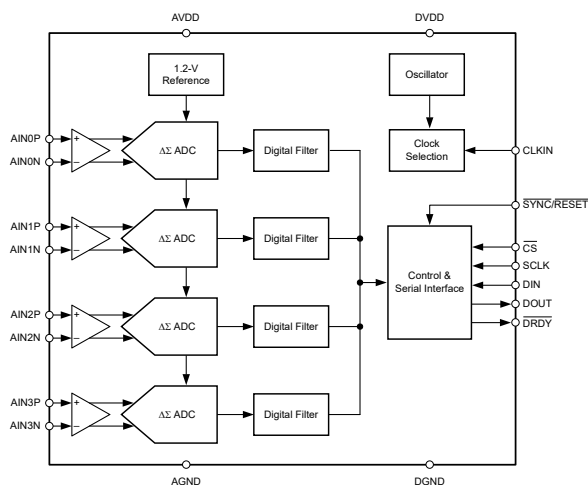 AVDD
DVDD
1.2-V
Reference
Oscillator
AIN0P
+
ΔΣ ADC
Digital Filter
Clock
Selection
CLKIN
AIN0N
–
SYNC/RESET
AIN1P
+
ΔΣ ADC
Digital Filter
AIN1N
–
CS
Control &
Serial Interface
SCLK
DIN
DOUT
DRDY
AIN2P
+
ΔΣ ADC
Digital Filter
AIN2N
–
AIN3P
+
ΔΣ ADC
Digital Filter
AIN3N
–
AGND
DGND